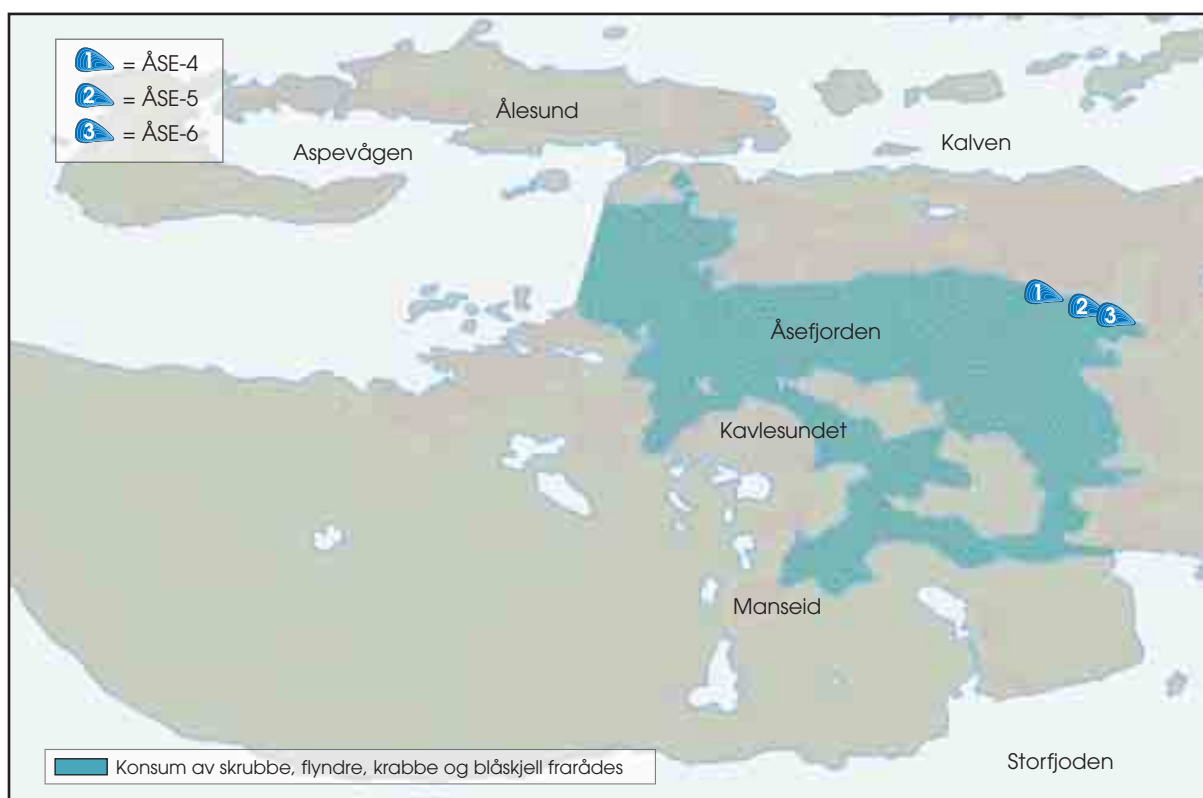 1 = ÅSE-4
2 = ÅSE-5
3 = ÅSE-6
Ålesund
Aspevågen
Kalven
1
2
3
Åsefjorden
Kavlesundet
Manseid
Konsum av skrubbe, flyndre, krabbe og blåskjell frarådes
Storfjoden